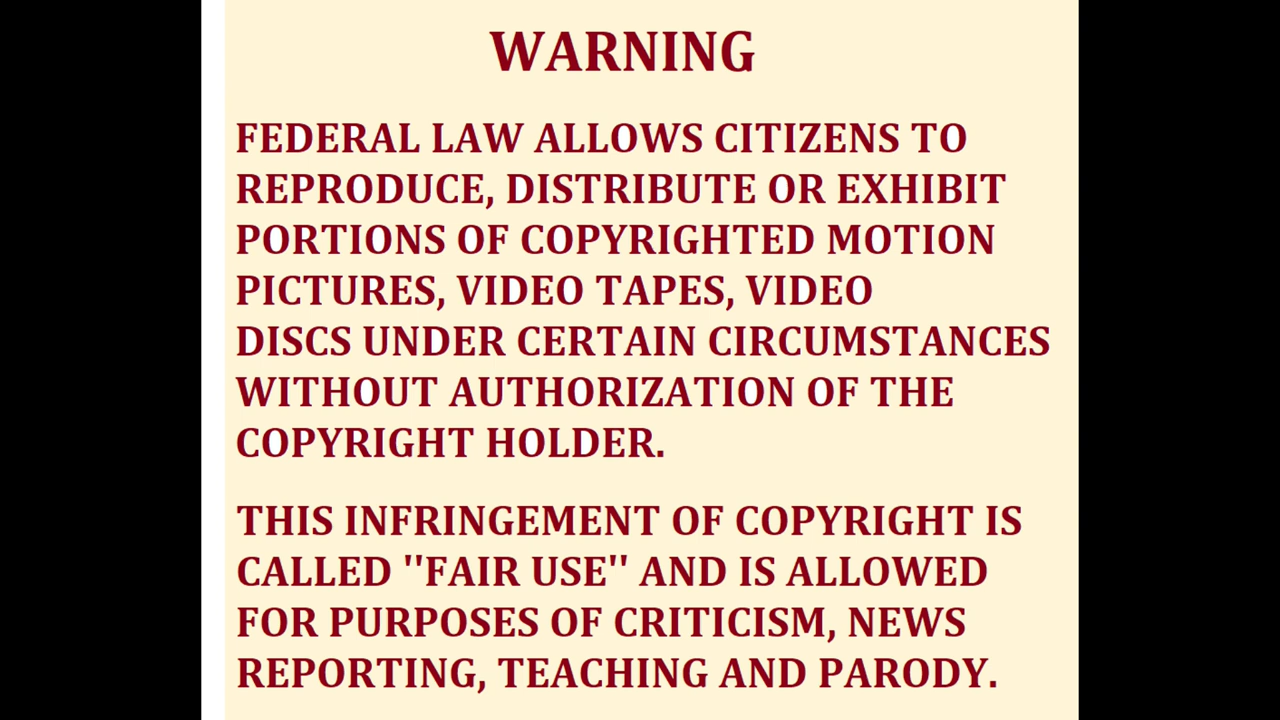 WARNING
FEDERAL LAW ALLOWS CITIZENS TO
REPRODUCE, DISTRIBUTE OR EXHIBIT
PORTIONS OF COPYRIGHTED MOTION
PICTURES, VIDEO TAPES, VIDEO
DISCS UNDER CERTAIN CIRCUMSTANCES
WITHOUT AUTHORIZATION OF THE
COPYRIGHT HOLDER.
THIS INFRINGEMENT OF COPYRIGHT IS
CALLED "FAIR USE" AND IS ALLOWED
FOR PURPOSES OF CRITICISM, NEWS
REPORTING, TEACHING AND PARODY.